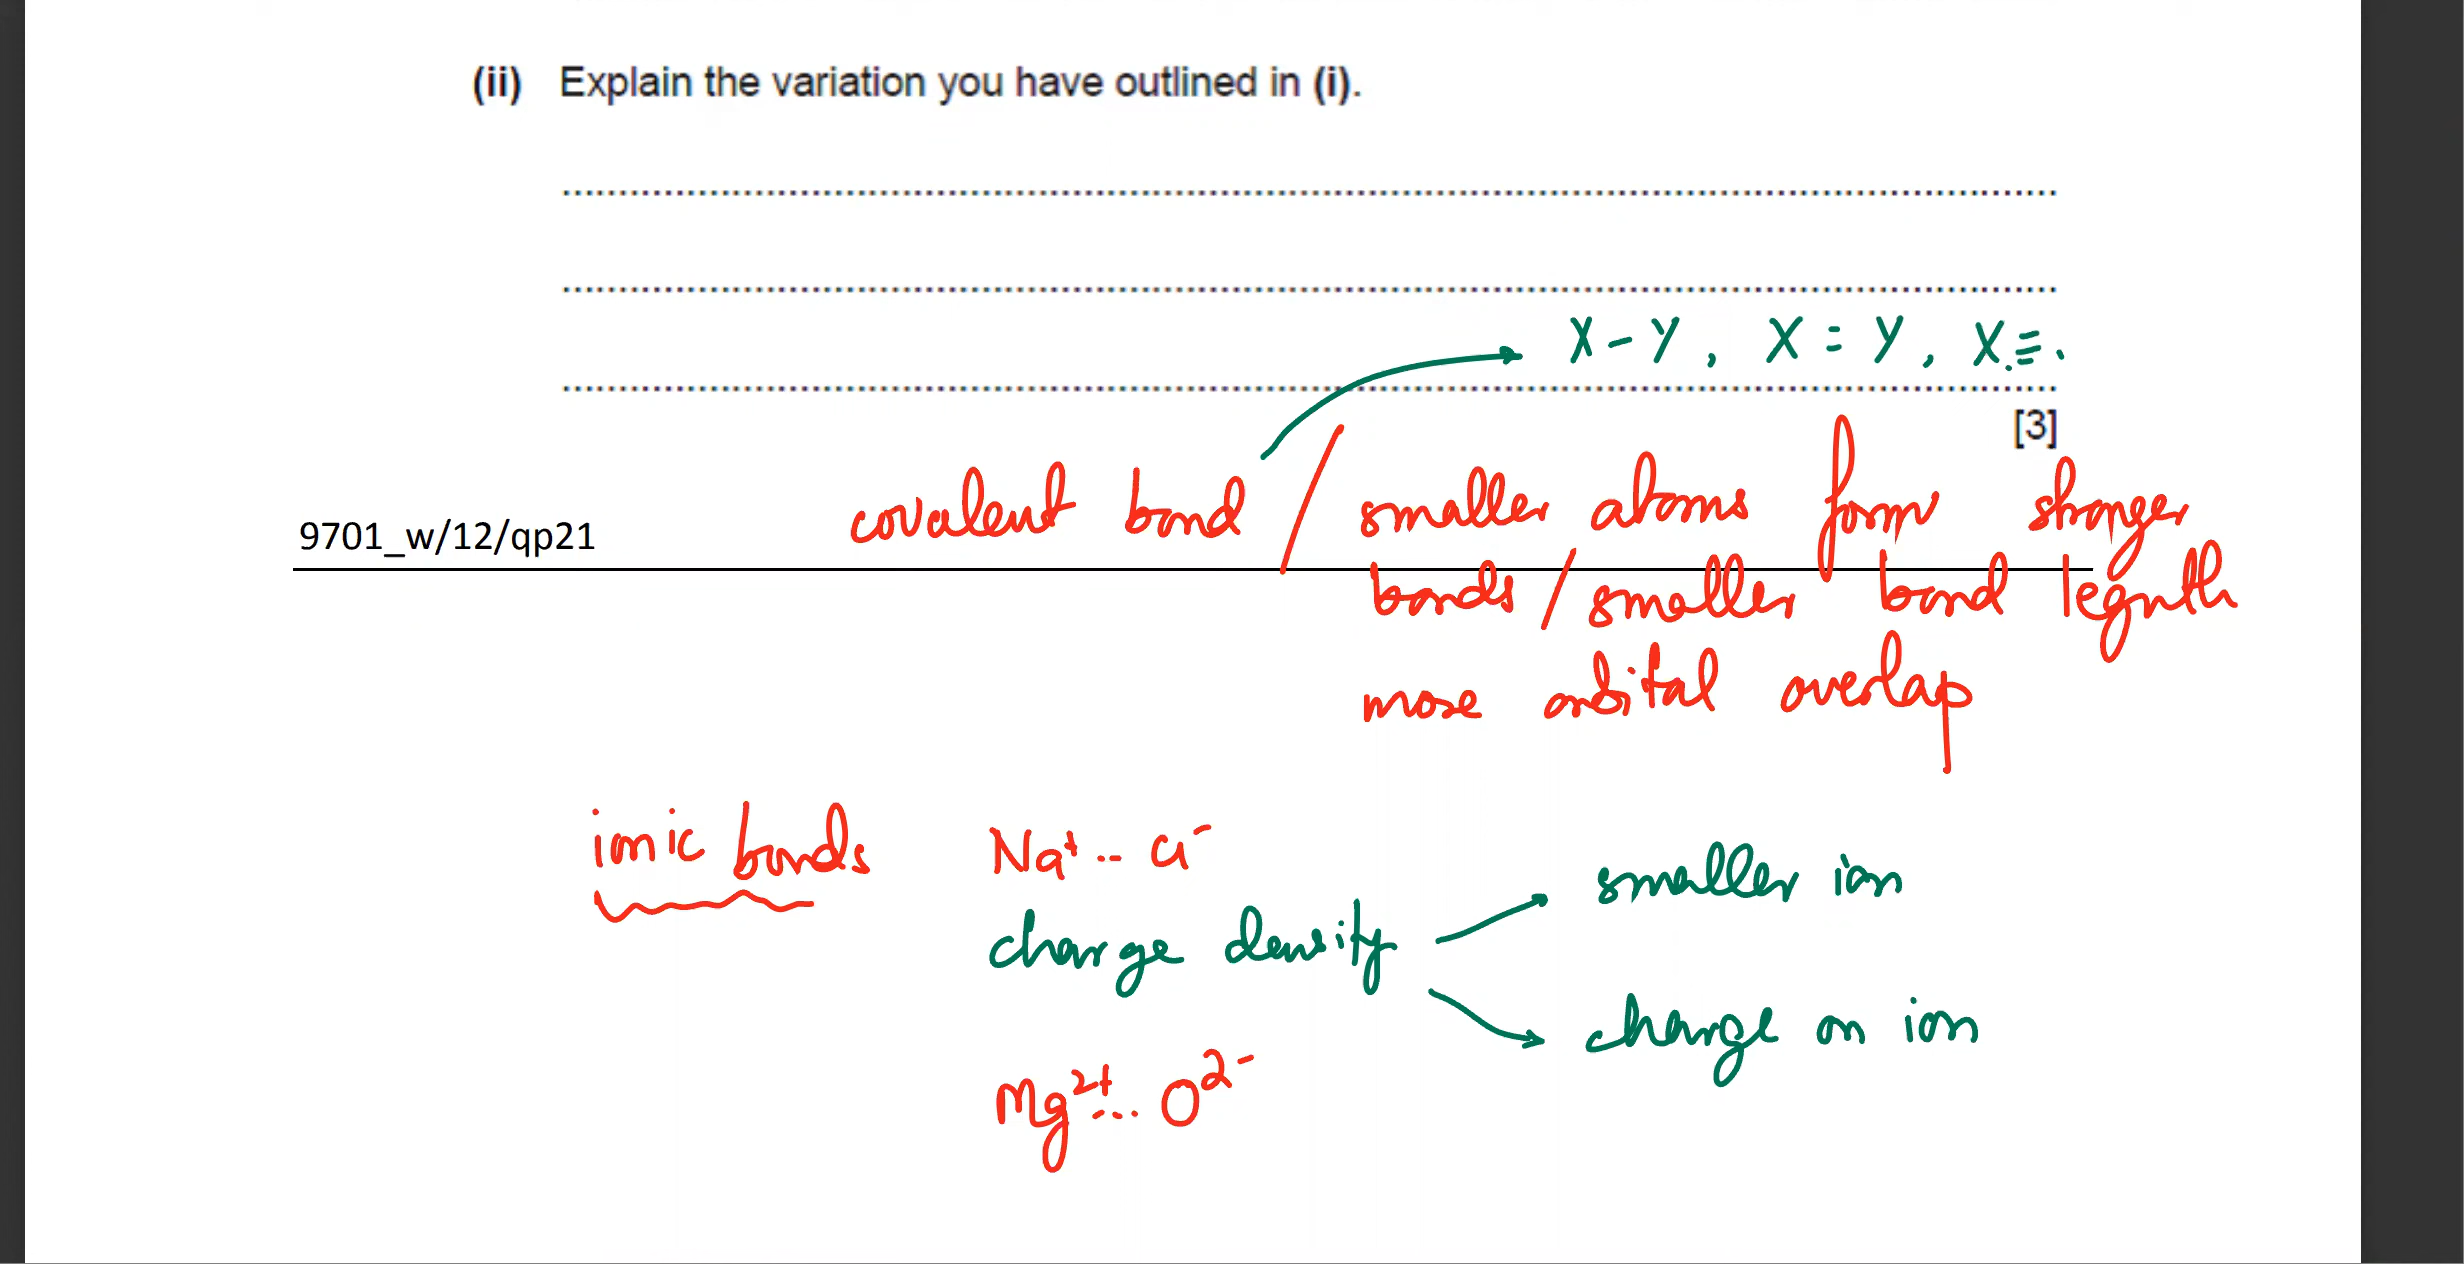 (ii) Explain the variation you have outlined in (i).
X - Y, X = Y, X ≡ .
[3]
covalent bond / smaller atoms form stronger
9701_w/12/qp21
bonds / smaller bond legnth
more orbital overlap
ionic bonds Na⁺ -- Cl⁻
smaller ion
charge density
charge on ion
Mg²⁺ ... O²⁻